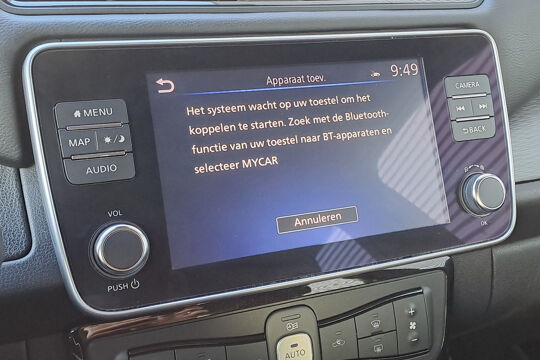 Apparaat toev.
9:49
Het systeem wacht op uw toestel om het
koppelen te starten. Zoek met de Bluetooth-
functie van uw toestel naar BT-apparaten en
selecteer MYCAR
Annuleren
MENU
MAP
AUDIO
VOL
PUSH
CAMERA
BACK
OK
AUTO